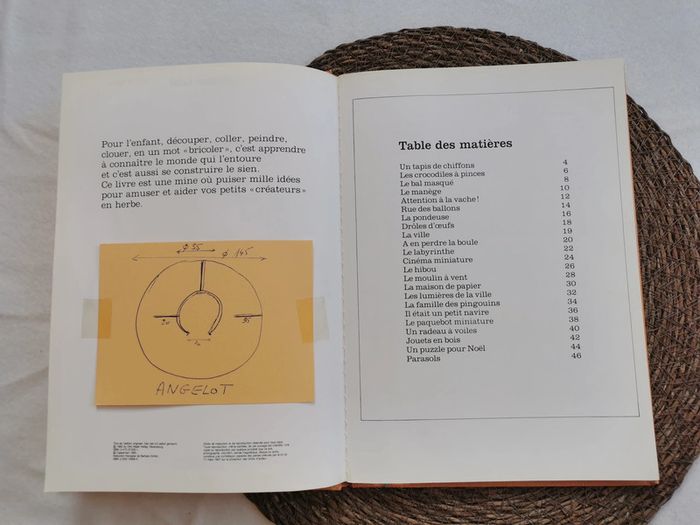 Pour l'enfant, découper, coller, peindre,
clouer, en un mot «bricoler», c'est apprendre
à connaître le monde qui l'entoure
et c'est aussi se construire le sien.
Ce livre est une mine où puiser mille idées
pour amuser et aider vos petits «créateurs»
en herbe.
ø 35
ø 145
ANGELOT
Table des matières
Un tapis de chiffons 4
Les crocodiles à pinces 6
Le bal masqué 8
Le manège 10
Attention à la vache! 12
Rue des ballons 14
La pondeuse 16
Drôles d'œufs 18
La ville 19
A en perdre la boule 20
Le labyrinthe 22
Cinéma miniature 24
Le hibou 26
Le moulin à vent 28
La maison de papier 30
Les lumières de la ville 32
La famille des pingouins 34
Il était un petit navire 36
Le paquebot miniature 38
Un radeau à voiles 40
Jouets en bois 42
Un puzzle pour Noël 44
Parasols 46